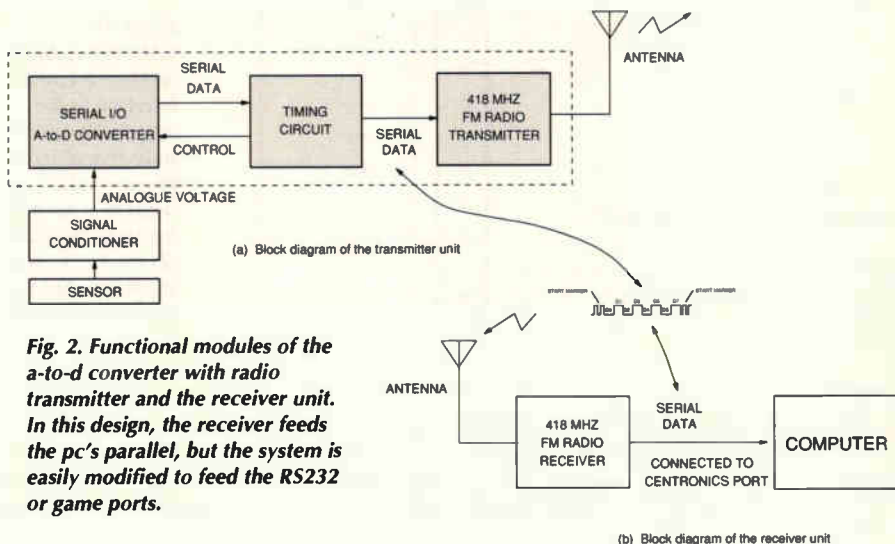 SERIAL
DATA
SERIAL I/O
A-to-D CONVERTER
TIMING
CIRCUIT
CONTROL
418 MHZ
FM RADIO
TRANSMITTER
SERIAL
DATA
ANTENNA
ANALOGUE VOLTAGE
SIGNAL
CONDITIONER
SENSOR
(a) Block diagram of the transmitter unit
START MARKER
START MARKER
Fig. 2. Functional modules of the
a-to-d converter with radio
transmitter and the receiver unit.
In this design, the receiver feeds
the pc's parallel, but the system is
easily modified to feed the RS232
or game ports.
ANTENNA
418 MHZ
FM RADIO
RECEIVER
SERIAL
DATA
CONNECTED TO
CENTRONICS PORT
COMPUTER
(b) Block diagram of the receiver unit